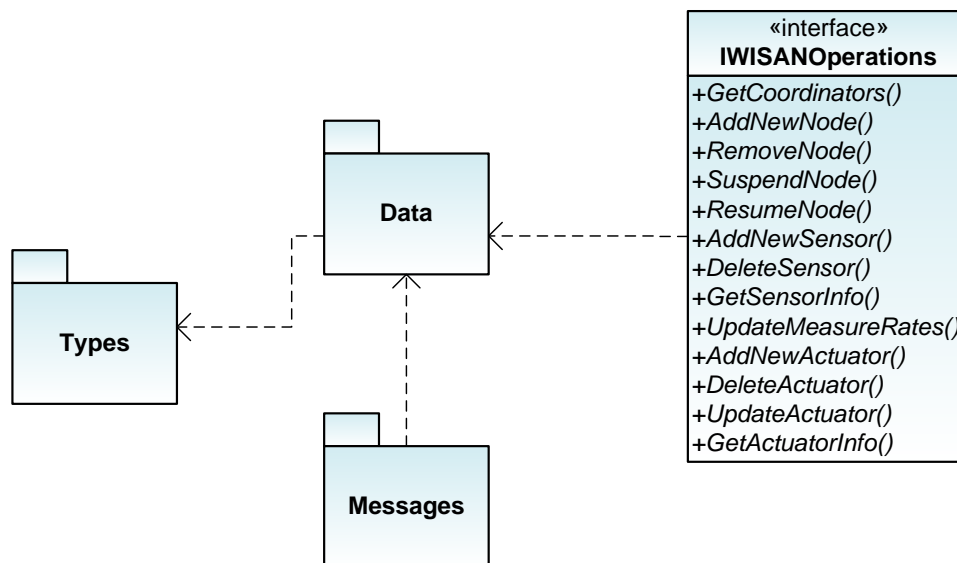 «interface»
IWISANOperations
+GetCoordinators()
+AddNewNode()
+RemoveNode()
+SuspendNode()
+ResumeNode()
+AddNewSensor()
+DeleteSensor()
+GetSensorInfo()
+UpdateMeasureRates()
+AddNewActuator()
+DeleteActuator()
+UpdateActuator()
+GetActuatorInfo()
Data
Types
Messages